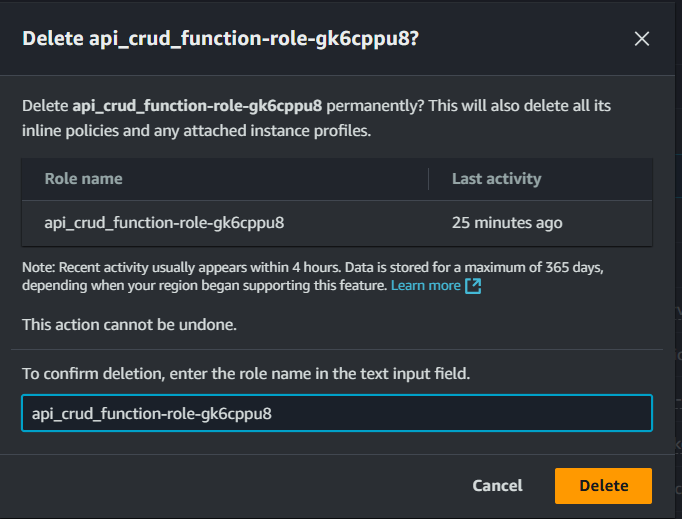 Delete api_crud_function-role-gk6cppu8?
Delete api_crud_function-role-gk6cppu8 permanently? This will also delete all its
inline policies and any attached instance profiles.
Role name
Last activity
api_crud_function-role-gk6cppu8
25 minutes ago
Note: Recent activity usually appears within 4 hours. Data is stored for a maximum of 365 days,
depending when your region began supporting this feature. Learn more
This action cannot be undone.
To confirm deletion, enter the role name in the text input field.
api_crud_function-role-gk6cppu8
Cancel
Delete